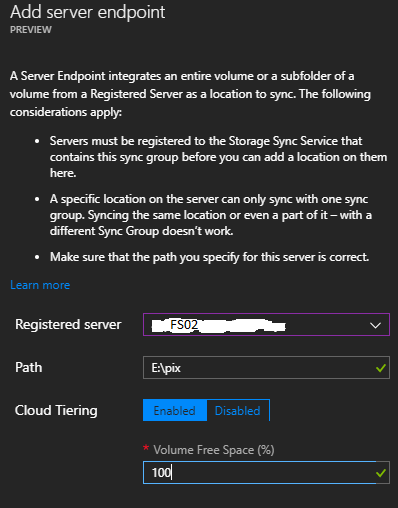 Add server endpoint
PREVIEW
A Server Endpoint integrates an entire volume or a subfolder of a
volume from a Registered Server as a location to sync. The following
considerations apply:
• Servers must be registered to the Storage Sync Service that
contains this sync group before you can add a location on them
here.
• A specific location on the server can only sync with one sync
group. Syncing the same location or even a part of it – with a
different Sync Group doesn't work.
• Make sure that the path you specify for this server is correct.
Learn more
Registered server
FS02
Path
E:\pix
Cloud Tiering
Enabled Disabled
* Volume Free Space (%)
100